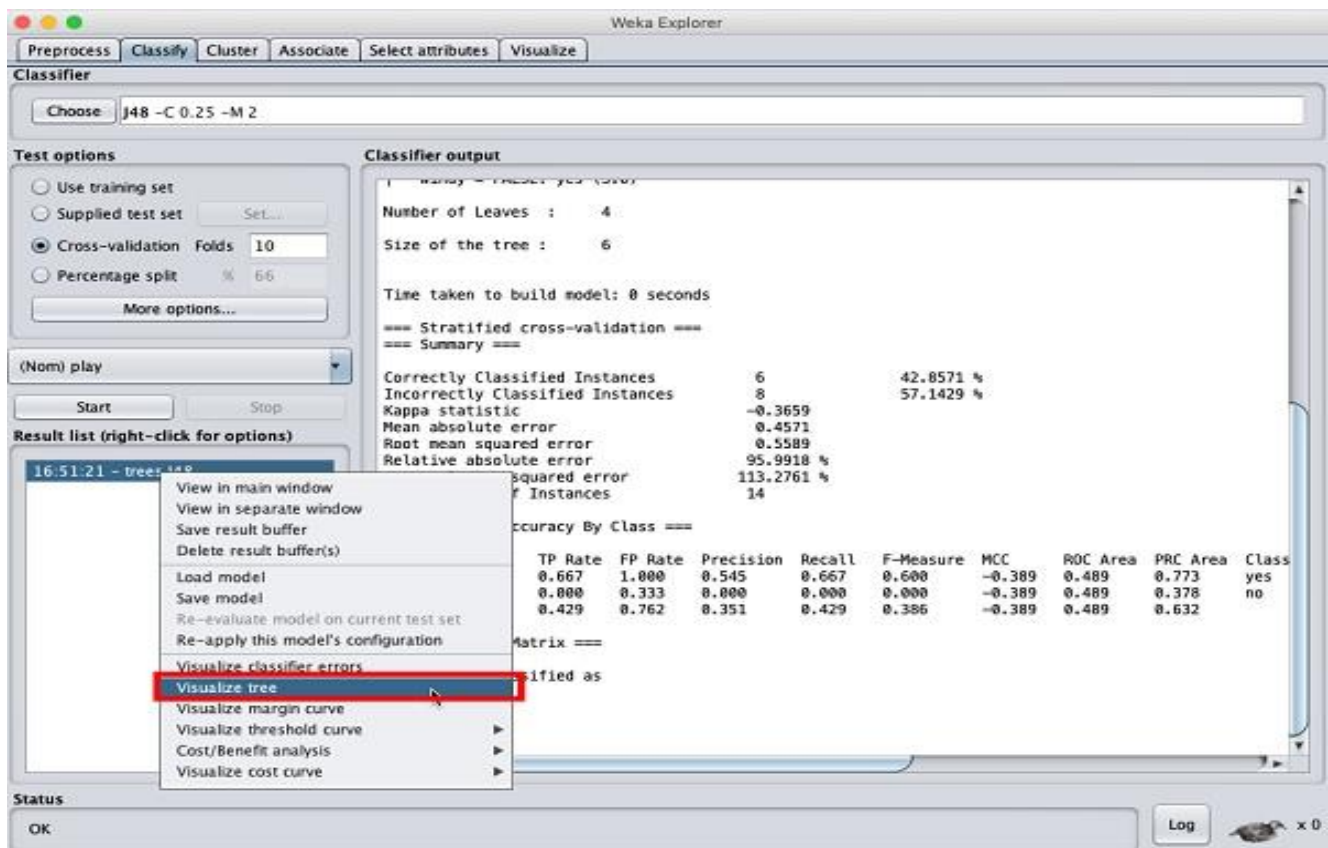 Weka Explorer
Preprocess Classify Cluster Associate Select attributes Visualize
Classifier
Choose J48 -C 0.25 -M 2
Test options
Use training set
Supplied test set Set...
Cross-validation Folds 10
Percentage split % 66
More options...
(Nom) play
Start Stop
Result list (right-click for options)
16:51:21 - trees.J48
View in main window
View in separate window
Save result buffer
Delete result buffer(s)
Load model
Save model
Re-evaluate model on current test set
Re-apply this model's configuration
Visualize classifier errors
Visualize tree
Visualize margin curve
Visualize threshold curve
Cost/Benefit analysis
Visualize cost curve
Classifier output
| windy = FALSE: yes (3.0)
Number of Leaves : 4
Size of the tree : 6
Time taken to build model: 0 seconds
=== Stratified cross-validation ===
=== Summary ===
Correctly Classified Instances 6 42.8571 %
Incorrectly Classified Instances 8 57.1429 %
Kappa statistic -0.3659
Mean absolute error 0.4571
Root mean squared error 0.5589
Relative absolute error 95.9918 %
squared error 113.2761 %
Instances 14
ccuracy By Class ===
TP Rate FP Rate Precision Recall F-Measure MCC ROC Area PRC Area Class
0.667 1.000 0.545 0.667 0.600 -0.389 0.489 0.773 yes
0.000 0.333 0.000 0.000 0.000 -0.389 0.489 0.378 no
0.429 0.762 0.351 0.429 0.386 -0.389 0.489 0.632
Matrix ===
sified as
Status
OK
Log x 0